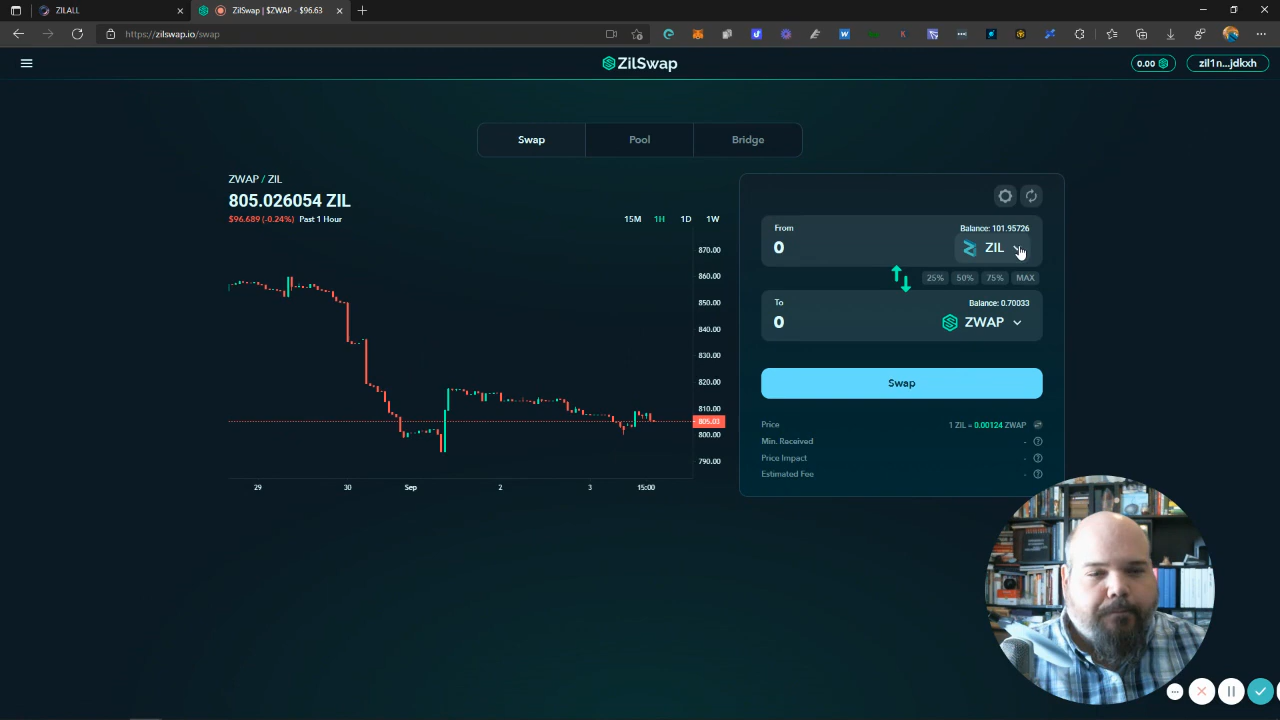 ZILALL
ZilSwap | $ZWAP - $96.63
https://zilswap.io/swap
ZilSwap
0.00
zil1n...jdkxh
Swap
Pool
Bridge
ZWAP / ZIL
805.026054 ZIL
$96.689 (-0.24%) Past 1 Hour
15M
1H
1D
1W
870.00
860.00
850.00
840.00
830.00
820.00
810.00
805.03
800.00
790.00
29
30
Sep
2
3
15:00
From
Balance: 101.95726
0
ZIL
25%
50%
75%
MAX
To
Balance: 0.70033
0
ZWAP
Swap
Price
1 ZIL = 0.00124 ZWAP
Min. Received
-
Price Impact
-
Estimated Fee
-